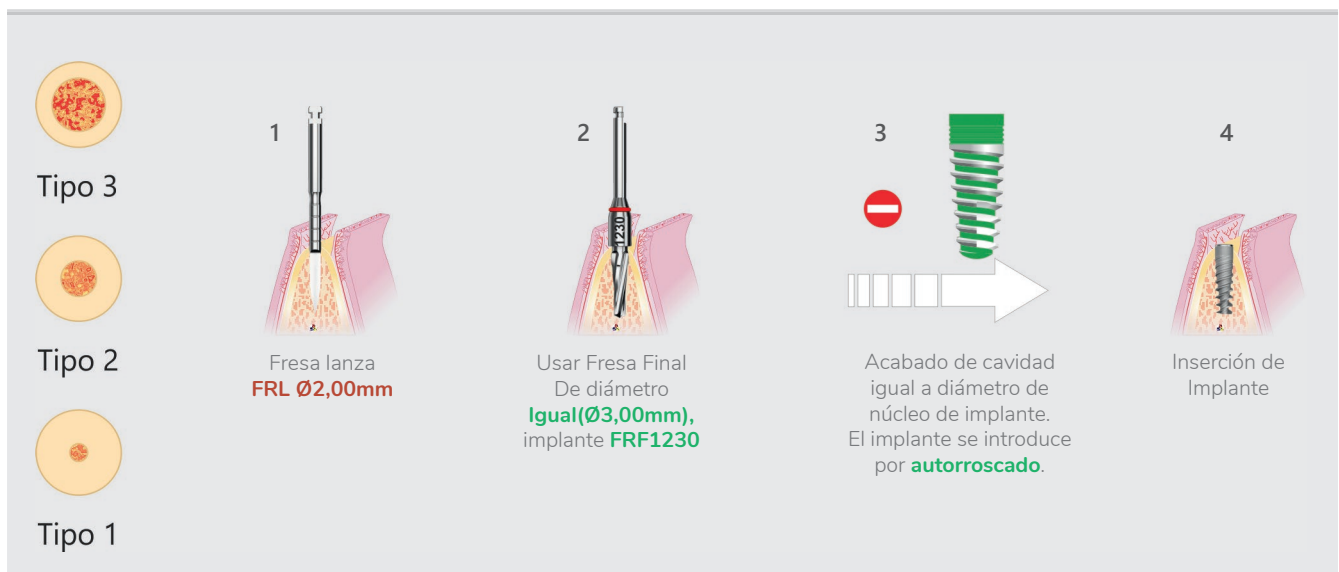 Tipo 3
Tipo 2
Tipo 1
1
Fresa lanza
FRL Ø2,00mm
2
1230
Usar Fresa Final
De diámetro
Igual(Ø3,00mm),
implante FRF1230
3
Acabado de cavidad
igual a diámetro de
núcleo de implante.
El implante se introduce
por autorroscado.
4
Inserción de
Implante